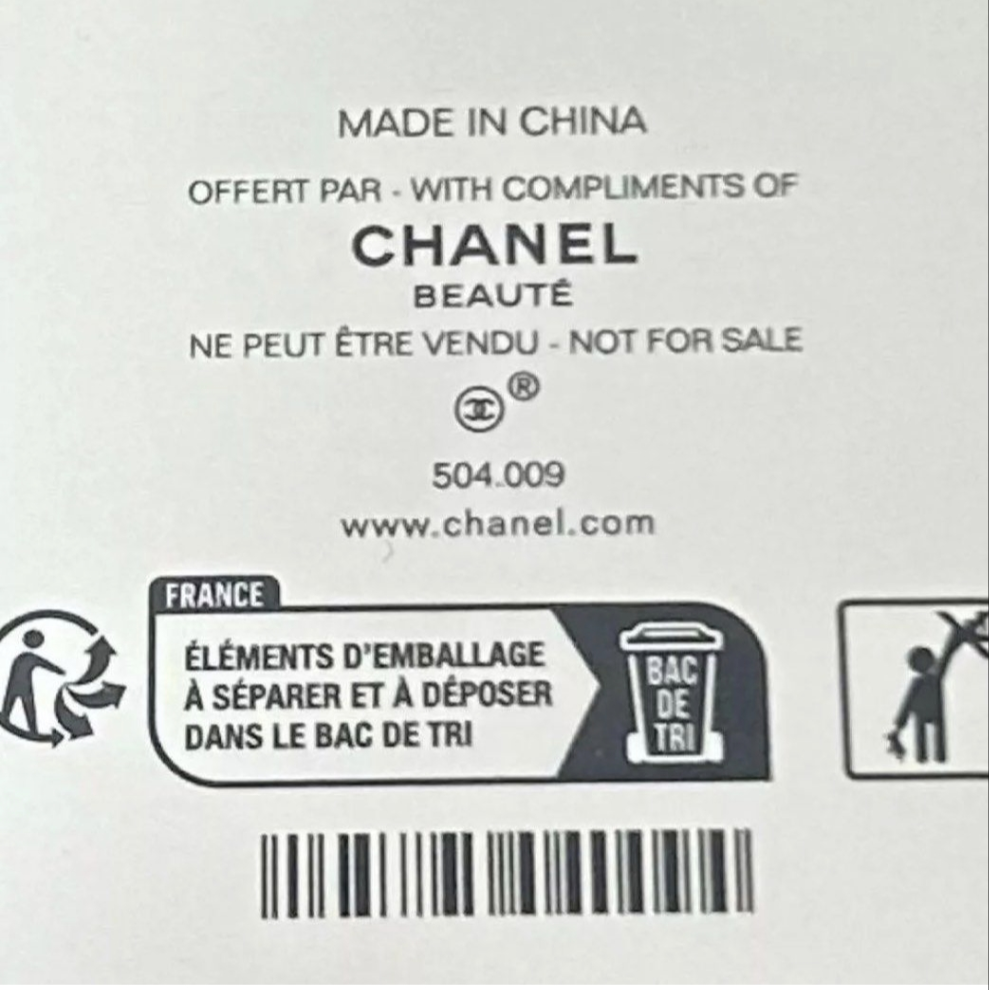 MADE IN CHINA
OFFERT PAR - WITH COMPLIMENTS OF
CHANEL
BEAUTÉ
NE PEUT ÊTRE VENDU - NOT FOR SALE
®
504.009
www.chanel.com
FRANCE
ÉLÉMENTS D'EMBALLAGE
À SÉPARER ET À DÉPOSER
DANS LE BAC DE TRI
BAC
DE
TRI